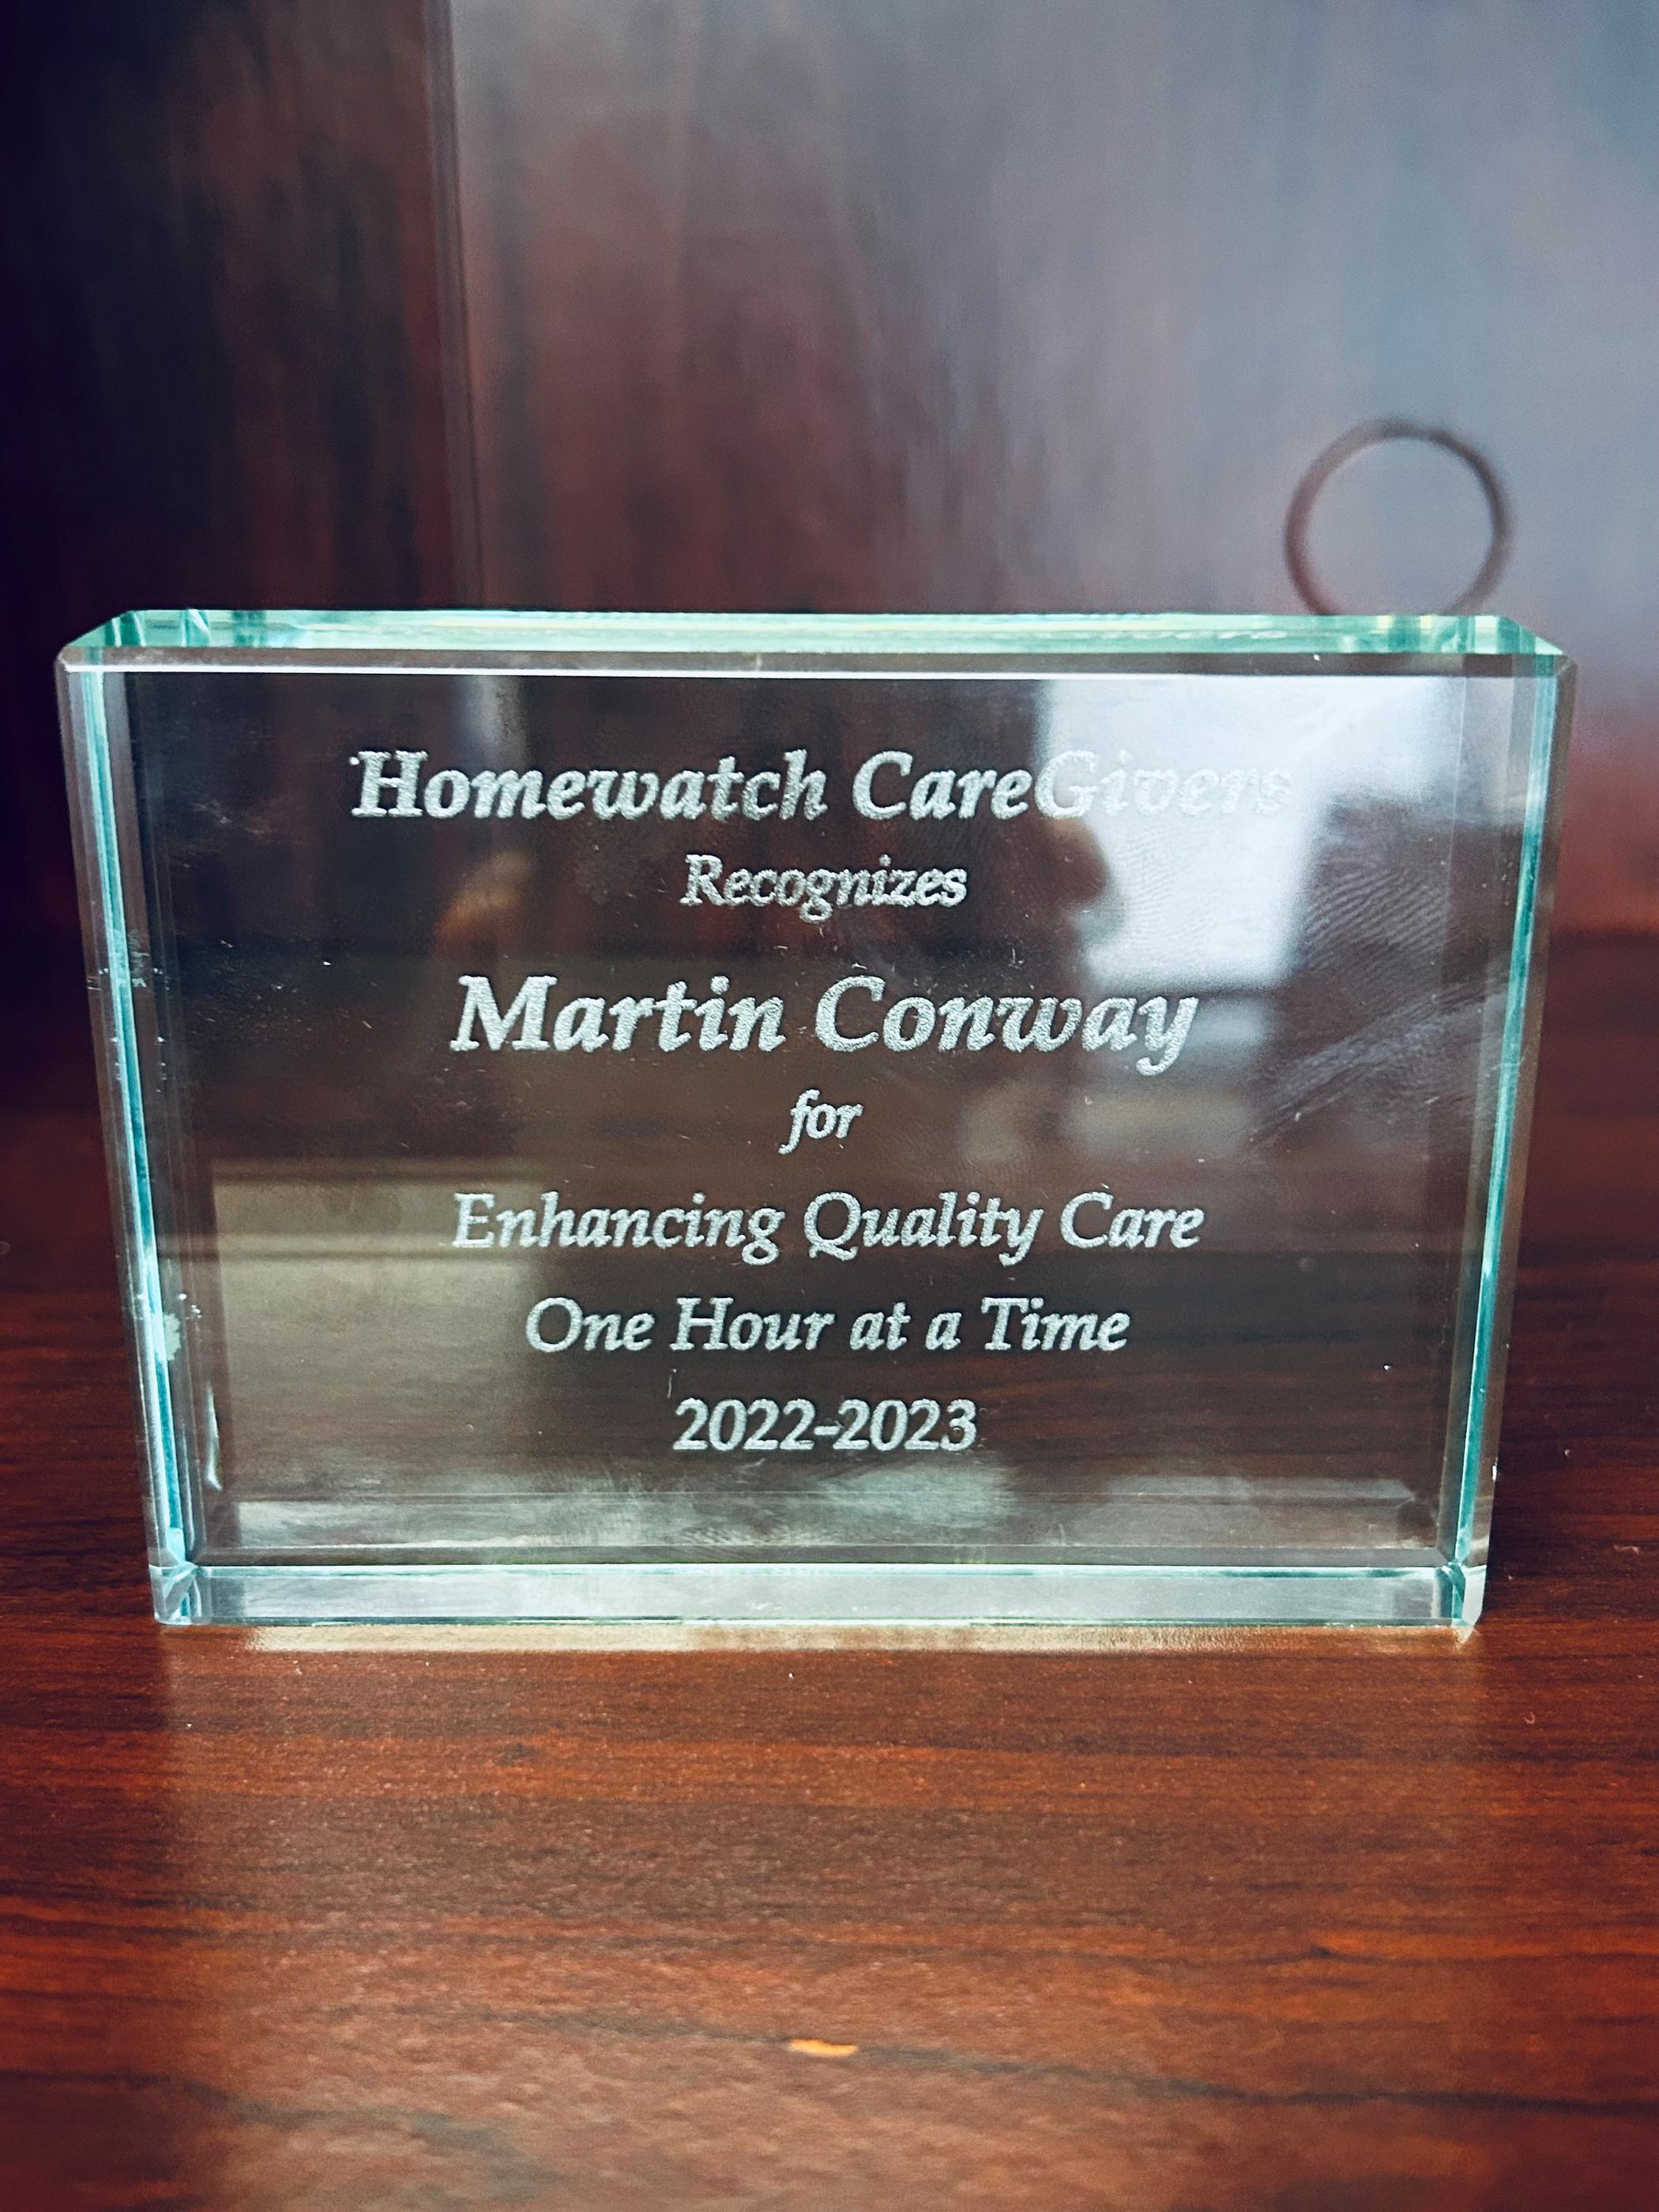 Homewatch CareGivers
Recognizes
Martin Conway
for
Enhancing Quality Care
One Hour at a Time
2022-2023